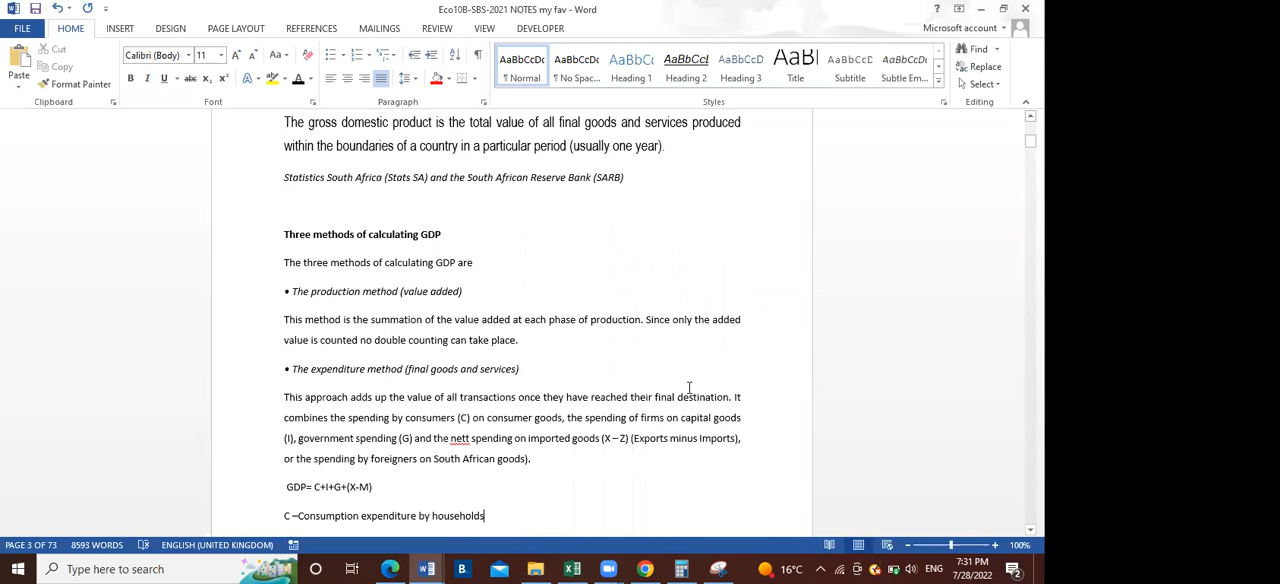 Eco10B-SBS-2021 NOTES my fav - Word
Microsoft account
FILE HOME INSERT DESIGN PAGE LAYOUT REFERENCES MAILINGS REVIEW VIEW DEVELOPER
Paste
Cut
Copy
Format Painter
Clipboard
Calibri (Body) 11
Font
Paragraph
AaBbCcDc AaBbCcDc AaBbCc AaBbCcDc AaBbCcD AaBl AaBbCcD AaBbCcDc
¶ Normal ¶ No Spac... Heading 1 Heading 2 Heading 3 Title Subtitle Subtle Em...
Styles
Find
Replace
Select
Editing
The gross domestic product is the total value of all final goods and services produced
within the boundaries of a country in a particular period (usually one year).
Statistics South Africa (Stats SA) and the South African Reserve Bank (SARB)
Three methods of calculating GDP
The three methods of calculating GDP are
• The production method (value added)
This method is the summation of the value added at each phase of production. Since only the added
value is counted no double counting can take place.
• The expenditure method (final goods and services)
This approach adds up the value of all transactions once they have reached their final destination. It
combines the spending by consumers (C) on consumer goods, the spending of firms on capital goods
(I), government spending (G) and the nett spending on imported goods (X – Z) (Exports minus Imports),
or the spending by foreigners on South African goods).
GDP= C+I+G+(X-M)
C –Consumption expenditure by households
PAGE 3 OF 73 8593 WORDS ENGLISH (UNITED KINGDOM) 100%
Type here to search
16°C ENG
7:31 PM
7/28/2022
2